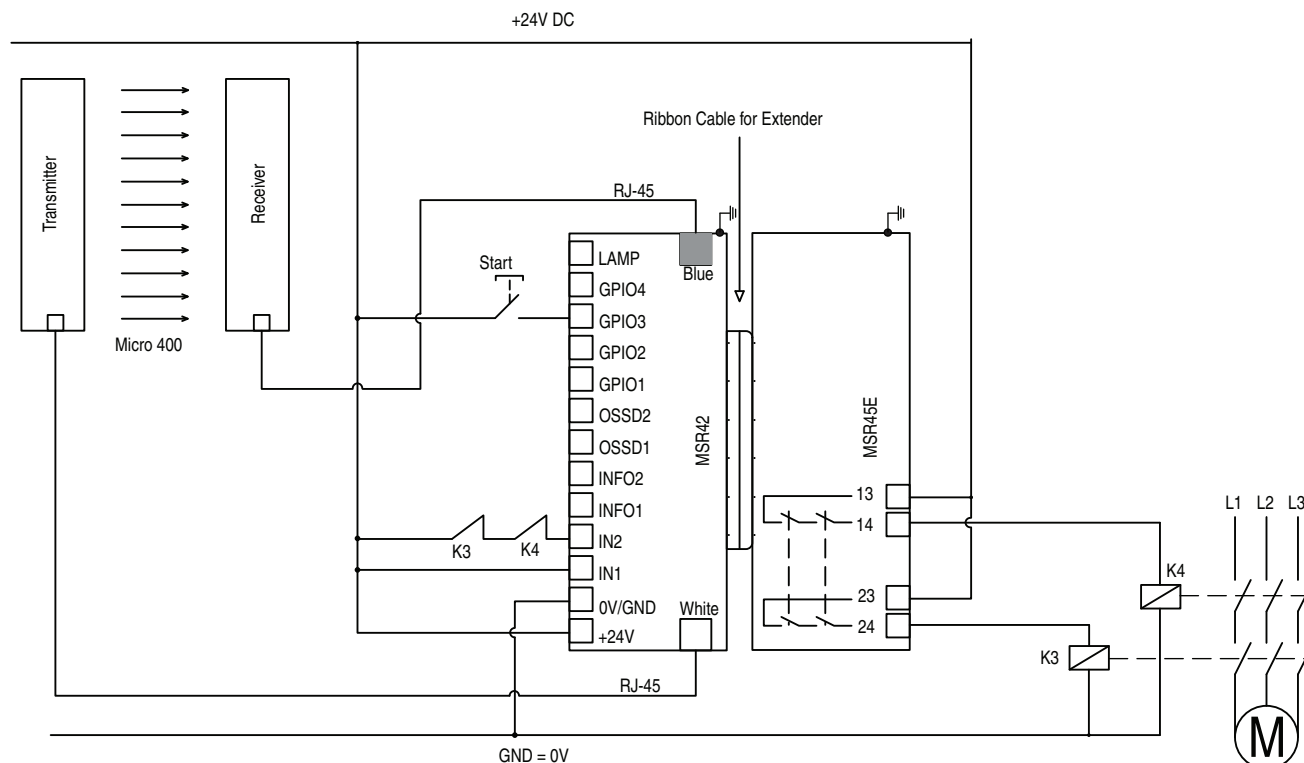 +24V DC
Ribbon Cable for Extender
Transmitter
Receiver
Micro 400
RJ-45
Start
Blue
LAMP
GPIO4
GPIO3
GPIO2
GPIO1
OSSD2
OSSD1
INFO2
INFO1
IN2
IN1
0V/GND
+24V
K3
K4
MSR42
White
RJ-45
MSR45E
13
14
23
24
K4
K3
L1
L2
L3
M
GND = 0V